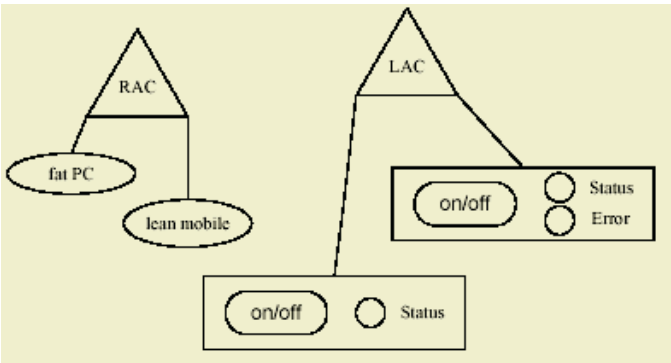 RAC
fat PC
lean mobile
LAC
on/off
Status
Error
on/off
Status